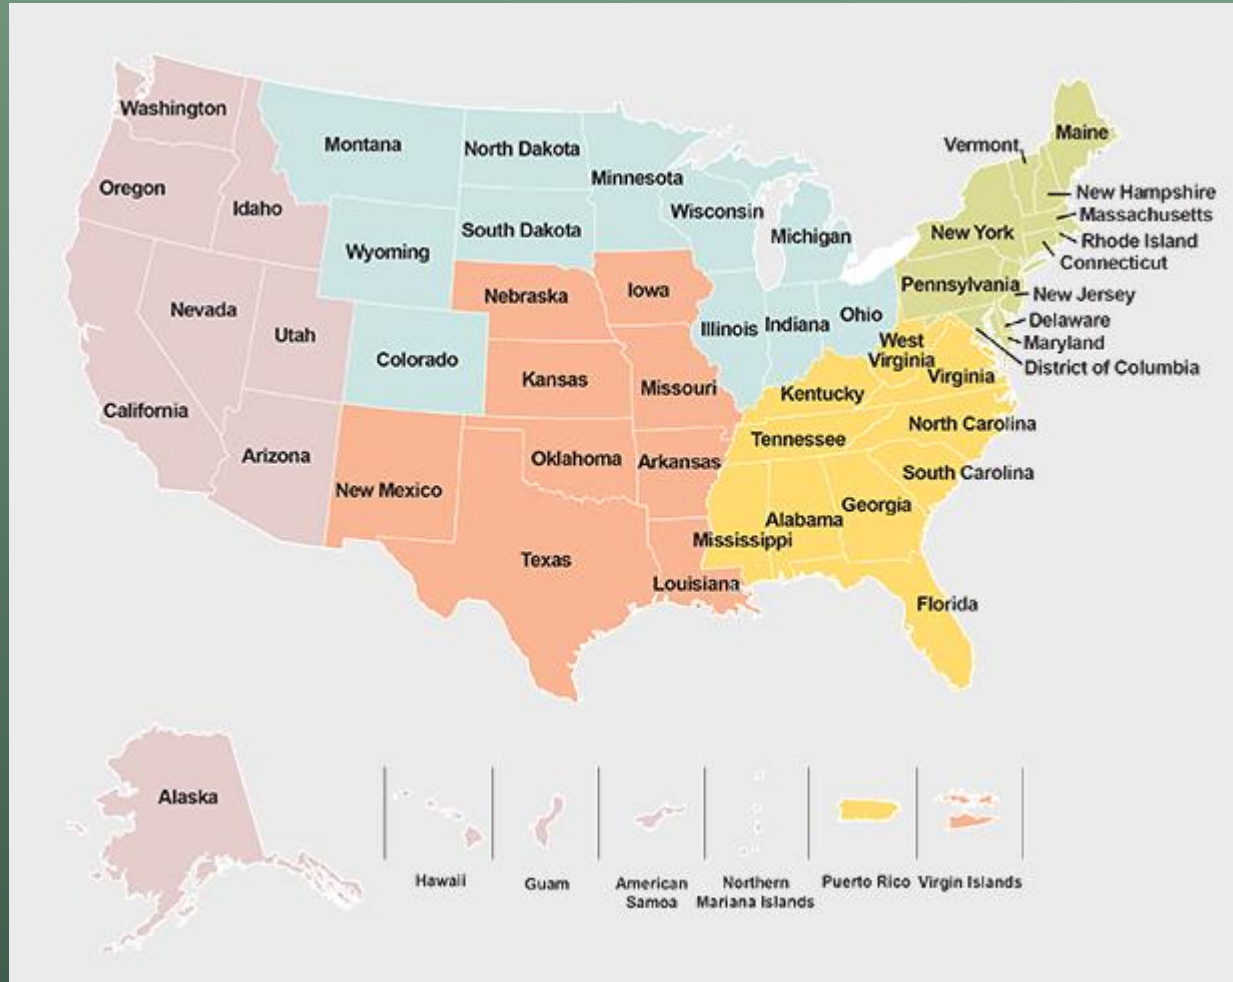 Washington
Montana
North Dakota
Minnesota
Maine
Vermont
Oregon
Idaho
Wisconsin
New Hampshire
Massachusetts
Wyoming
South Dakota
Michigan
New York
Rhode Island
Connecticut
Nevada
Nebraska
Iowa
Pennsylvania
New Jersey
Utah
Colorado
Illinois
Indiana
Ohio
Delaware
West
Virginia
Maryland
District of Columbia
California
Kansas
Missouri
Kentucky
Virginia
Arizona
Oklahoma
Arkansas
Tennessee
North Carolina
New Mexico
South Carolina
Texas
Mississippi
Alabama
Georgia
Louisiana
Florida
Alaska
Hawaii
Guam
American
Samoa
Northern
Mariana Islands
Puerto Rico
Virgin Islands